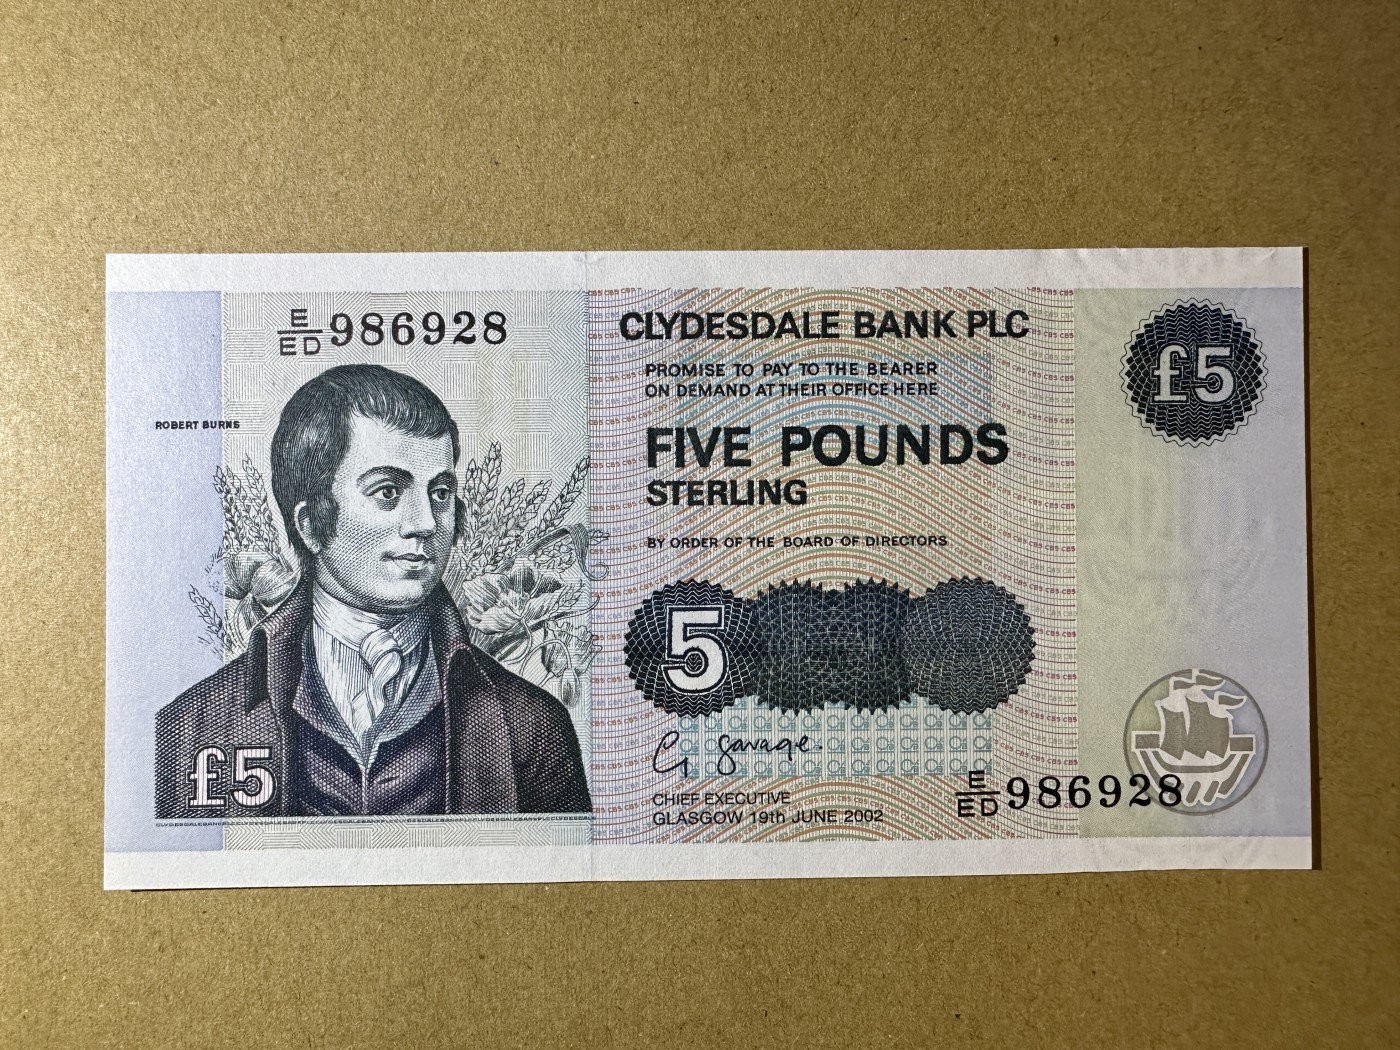 E/ED 986928
CLYDESDALE BANK PLC
PROMISE TO PAY TO THE BEARER
ON DEMAND AT THEIR OFFICE HERE
£5
ROBERT BURNS
FIVE POUNDS
STERLING
BY ORDER OF THE BOARD OF DIRECTORS
5
G Savage.
£5
CHIEF EXECUTIVE
GLASGOW 19th JUNE 2002
E/ED 986928